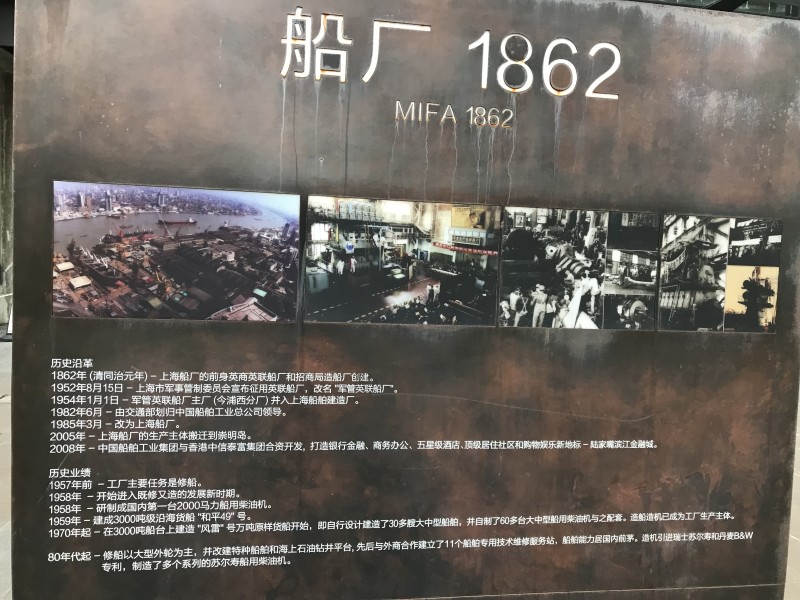 船厂 1862
MIFA 1862
历史沿革
1862年 (清同治元年) – 上海船厂的前身英商英联船厂和招商局造船厂创建。
1952年8月15日 – 上海市军事管制委员会宣布征用英联船厂，改名 “军管英联船厂”。
1954年1月1日 – 军管英联船厂主厂 (今浦西分厂) 并入上海船舶建造厂。
1982年6月 – 由交通部划归中国船舶工业总公司领导。
1985年3月 – 改为上海船厂。
2005年 – 上海船厂的生产主体搬迁到崇明岛。
2008年 – 中国船舶工业集团与香港中信泰富集团合资开发, 打造银行金融、商务办公、五星级酒店、顶级居住社区和购物娱乐新地标 – 陆家嘴滨江金融城。
历史业绩
1957年前 – 工厂主要任务是修船。
1958年 – 开始进入既修又造的发展新时期。
1958年 – 研制成国内第一台2000马力船用柴油机。
1959年 – 建成3000吨级沿海货船 “和平49” 号。
1970年起 – 在3000吨船台上建造 “风雷” 号万吨原样货船开始，即自行设计建造了30多艘大中型船舶，并自制了60多台大中型船用柴油机与之配套。造船造机已成为工厂生产主体。
80年代起 – 修船以大型外轮为主，并改建特种船舶和海上石油钻井平台, 先后与外商合作建立了11个船舶专用技术维修服务站、船舶能力居国内前茅。造机引进瑞士苏尔寿和丹麦B&W
专利，制造了多个系列的苏尔寿船用柴油机。